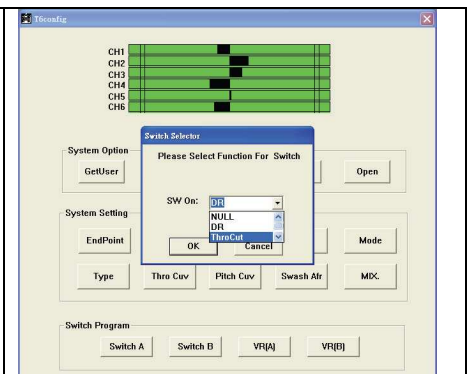 T6config
CH1
CH2
CH3
CH4
CH5
CH6
Switch Selector
Please Select Function For Switch
System Option
GetUser
Open
SW On: DR
NULL
DR
ThroCut
System Setting
OK
Cancel
EndPoint
Mode
Type
Thro Cuv
Pitch Cuv
Swash Afr
MIX.
Switch Program
Switch A
Switch B
VR(A)
VR(B)